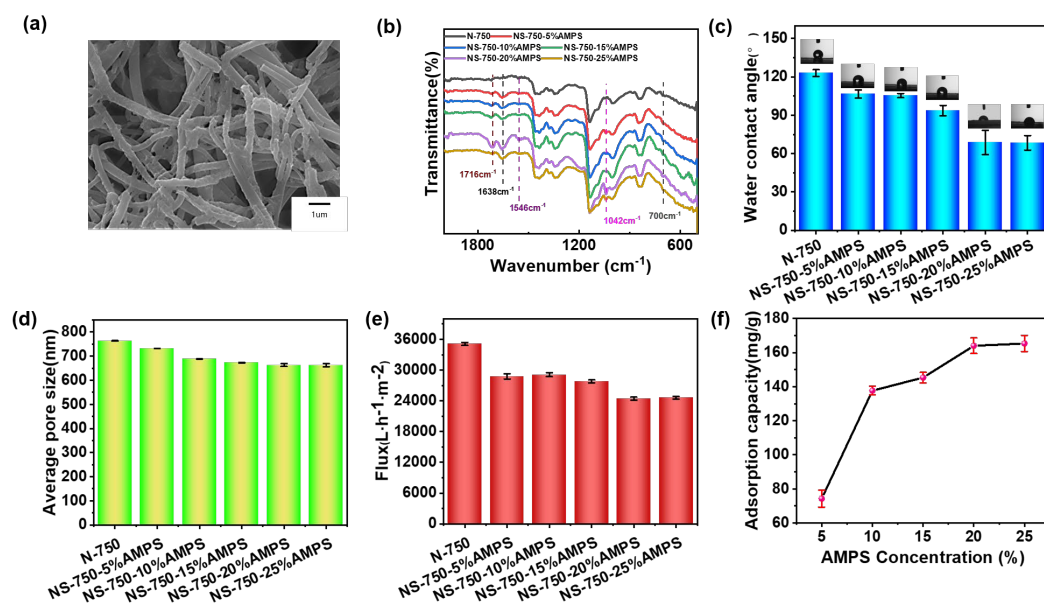 (a)
1um
(b)
N-750 NS-750-5%AMPS
NS-750-10%AMPS NS-750-15%AMPS
NS-750-20%AMPS NS-750-25%AMPS
Transmittance(%)
1716cm-1
1638cm-1
1546cm-1
1042cm-1
700cm-1
1800 1200 600
Wavenumber (cm-1)
(c)
Water contact angle(°)
150
120
90
60
30
0
N-750
NS-750-5%AMPS
NS-750-10%AMPS
NS-750-15%AMPS
NS-750-20%AMPS
NS-750-25%AMPS
(d)
Average pore size(nm)
800
700
600
500
400
300
200
100
0
N-750
NS-750-5%AMPS
NS-750-10%AMPS
NS-750-15%AMPS
NS-750-20%AMPS
NS-750-25%AMPS
(e)
Flux(L·h-1·m-2)
36000
30000
24000
18000
12000
6000
0
N-750
NS-750-5%AMPS
NS-750-10%AMPS
NS-750-15%AMPS
NS-750-20%AMPS
NS-750-25%AMPS
(f)
Adsorption capacity(mg/g)
180
160
140
120
100
80
60
5 10 15 20 25
AMPS Concentration (%)